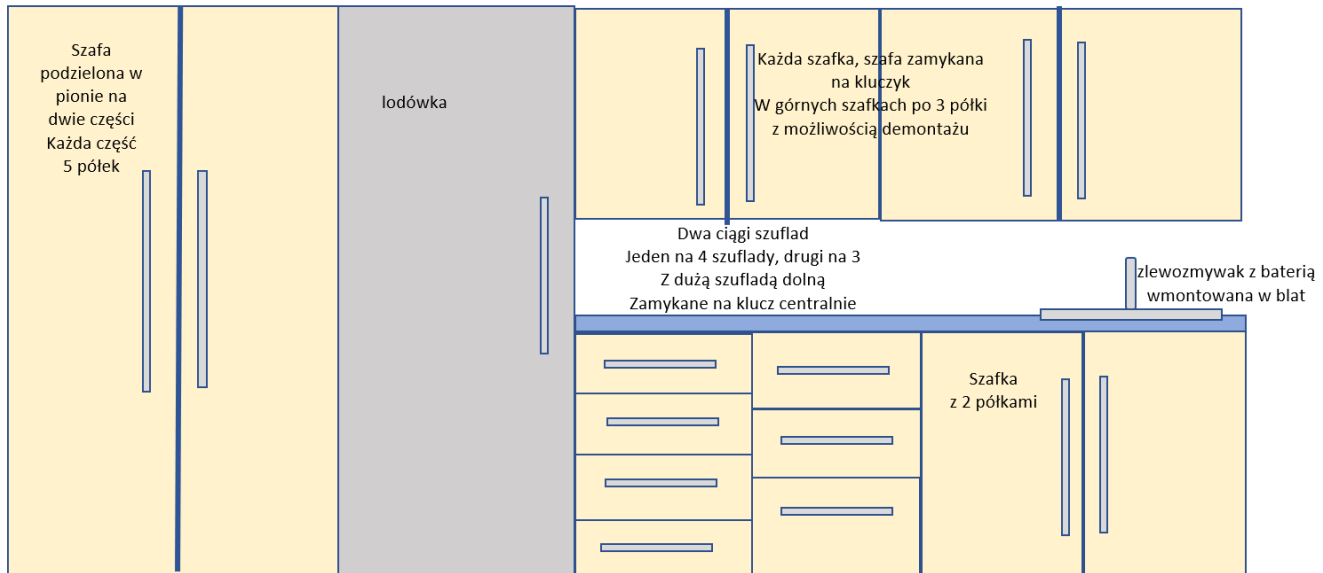 Szafa
podzielona w
pionie na
dwie części
Każda część
5 półek
lodówka
Każda szafka, szafa zamykana
na kluczyk
W górnych szafkach po 3 półki
z możliwością demontażu
Dwa ciągi szuflad
Jeden na 4 szuflady, drugi na 3
Z dużą szufladą dolną
Zamykane na klucz centralnie
zlewozmywak z baterią
wmontowana w blat
Szafka
z 2 półkami